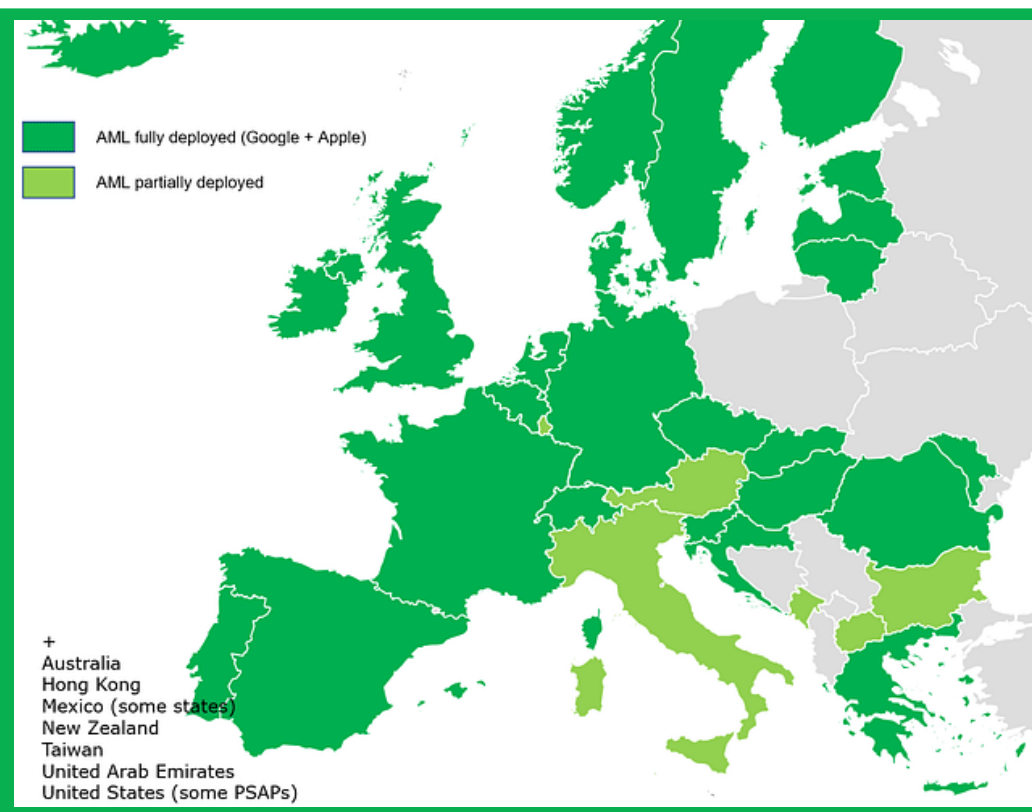 AML fully deployed (Google + Apple)
AML partially deployed
+
Australia
Hong Kong
Mexico (some states)
New Zealand
Taiwan
United Arab Emirates
United States (some PSAPs)